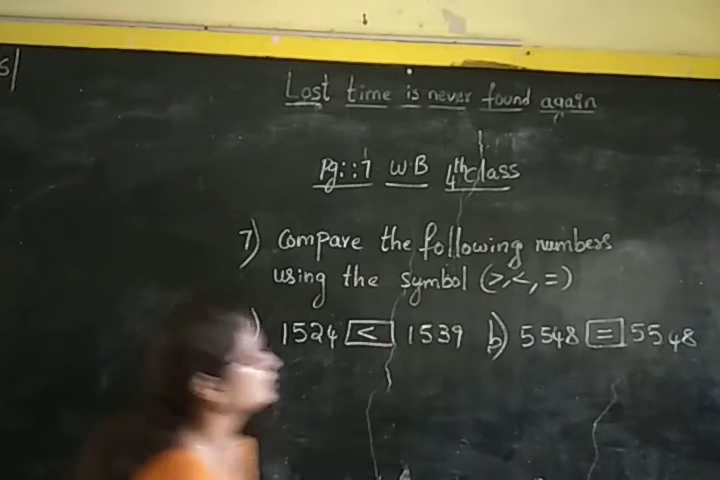 Lost time is never found again
Pg::7 W.B 4th class
7) Compare the following numbers
using the symbol (>,<,=)
) 1524 < 1539 b) 5548 = 5548